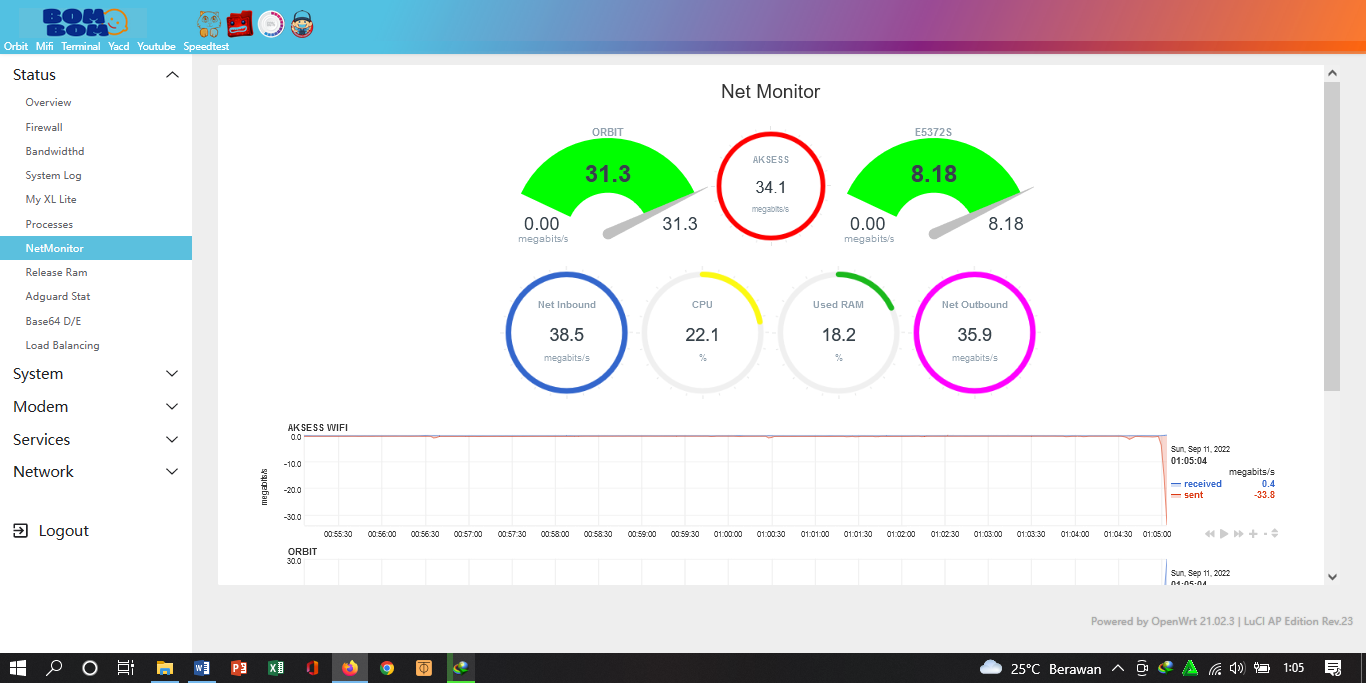 BOM
BOM
Orbit Mifi Terminal Yacd Youtube Speedtest
Status
Overview
Firewall
Bandwidthd
System Log
My XL Lite
Processes
NetMonitor
Release Ram
Adguard Stat
Base64 D/E
Load Balancing
System
Modem
Services
Network
Logout
Net Monitor
ORBIT
31.3
0.00
megabits/s
31.3
AKSESS
34.1
megabits/s
E5372S
8.18
0.00
megabits/s
8.18
Net Inbound
38.5
megabits/s
CPU
22.1
%
Used RAM
18.2
%
Net Outbound
35.9
megabits/s
AKSESS WIFI
0.0
-10.0
-20.0
-30.0
megabits/s
00:55:30 00:56:00 00:56:30 00:57:00 00:57:30 00:58:00 00:58:30 00:59:00 00:59:30 01:00:00 01:00:30 01:01:00 01:01:30 01:02:00 01:02:30 01:03:00 01:03:30 01:04:00 01:04:30 01:05:00
Sun, Sep 11, 2022
01:05:04
megabits/s
received 0.4
sent -33.8
ORBIT
30.0
Sun, Sep 11, 2022
01:05:04
Powered by OpenWrt 21.02.3 | LuCI AP Edition Rev.23
25°C Berawan
1:05